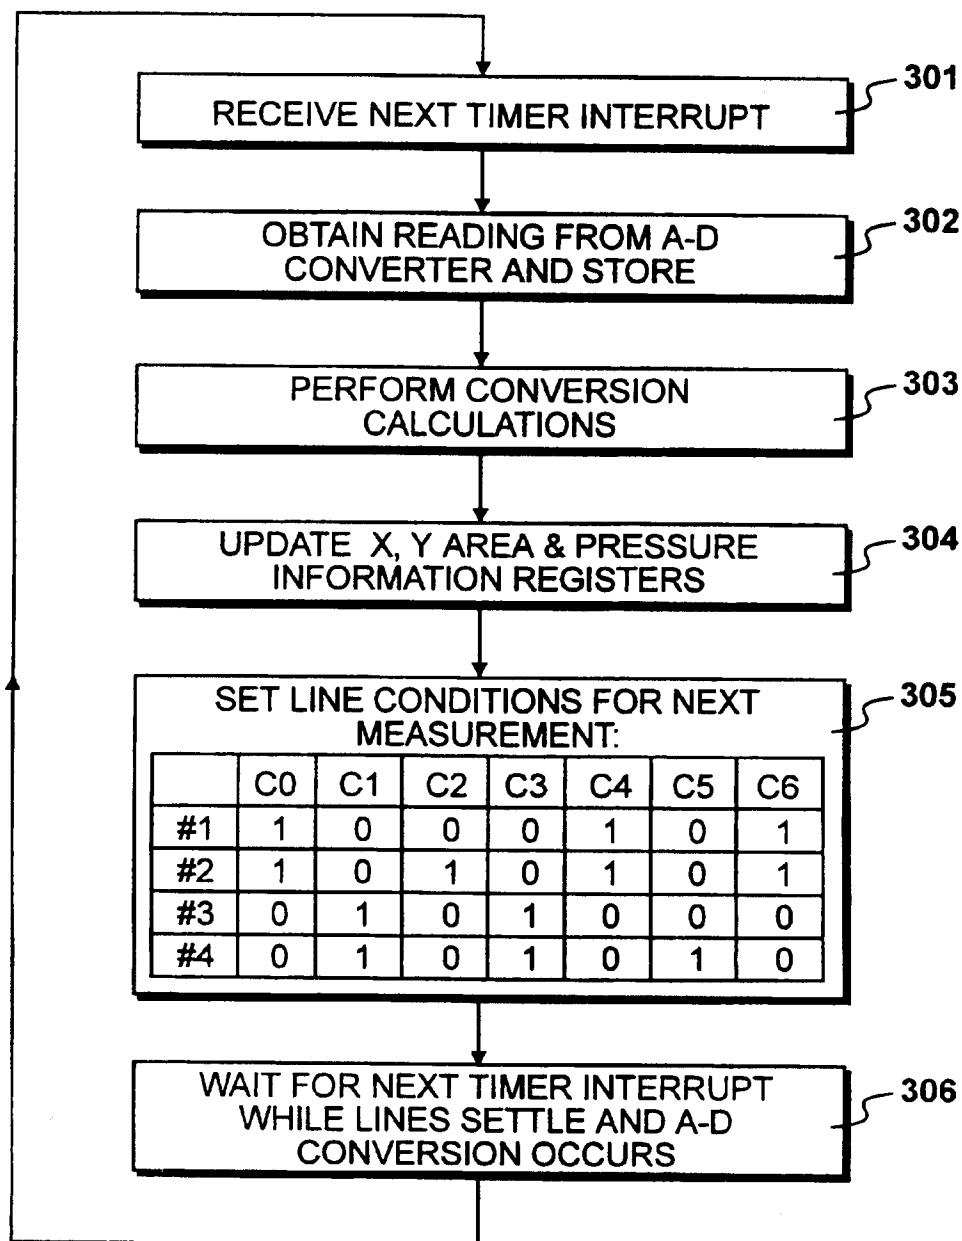 301
RECEIVE NEXT TIMER INTERRUPT
302
OBTAIN READING FROM A-D
CONVERTER AND STORE
303
PERFORM CONVERSION
CALCULATIONS
304
UPDATE X, Y AREA & PRESSURE
INFORMATION REGISTERS
305
SET LINE CONDITIONS FOR NEXT
MEASUREMENT:
C0 C1 C2 C3 C4 C5 C6
#1 1 0 0 0 1 0 1
#2 1 0 1 0 1 0 1
#3 0 1 0 1 0 0 0
#4 0 1 0 1 0 1 0
306
WAIT FOR NEXT TIMER INTERRUPT
WHILE LINES SETTLE AND A-D
CONVERSION OCCURS